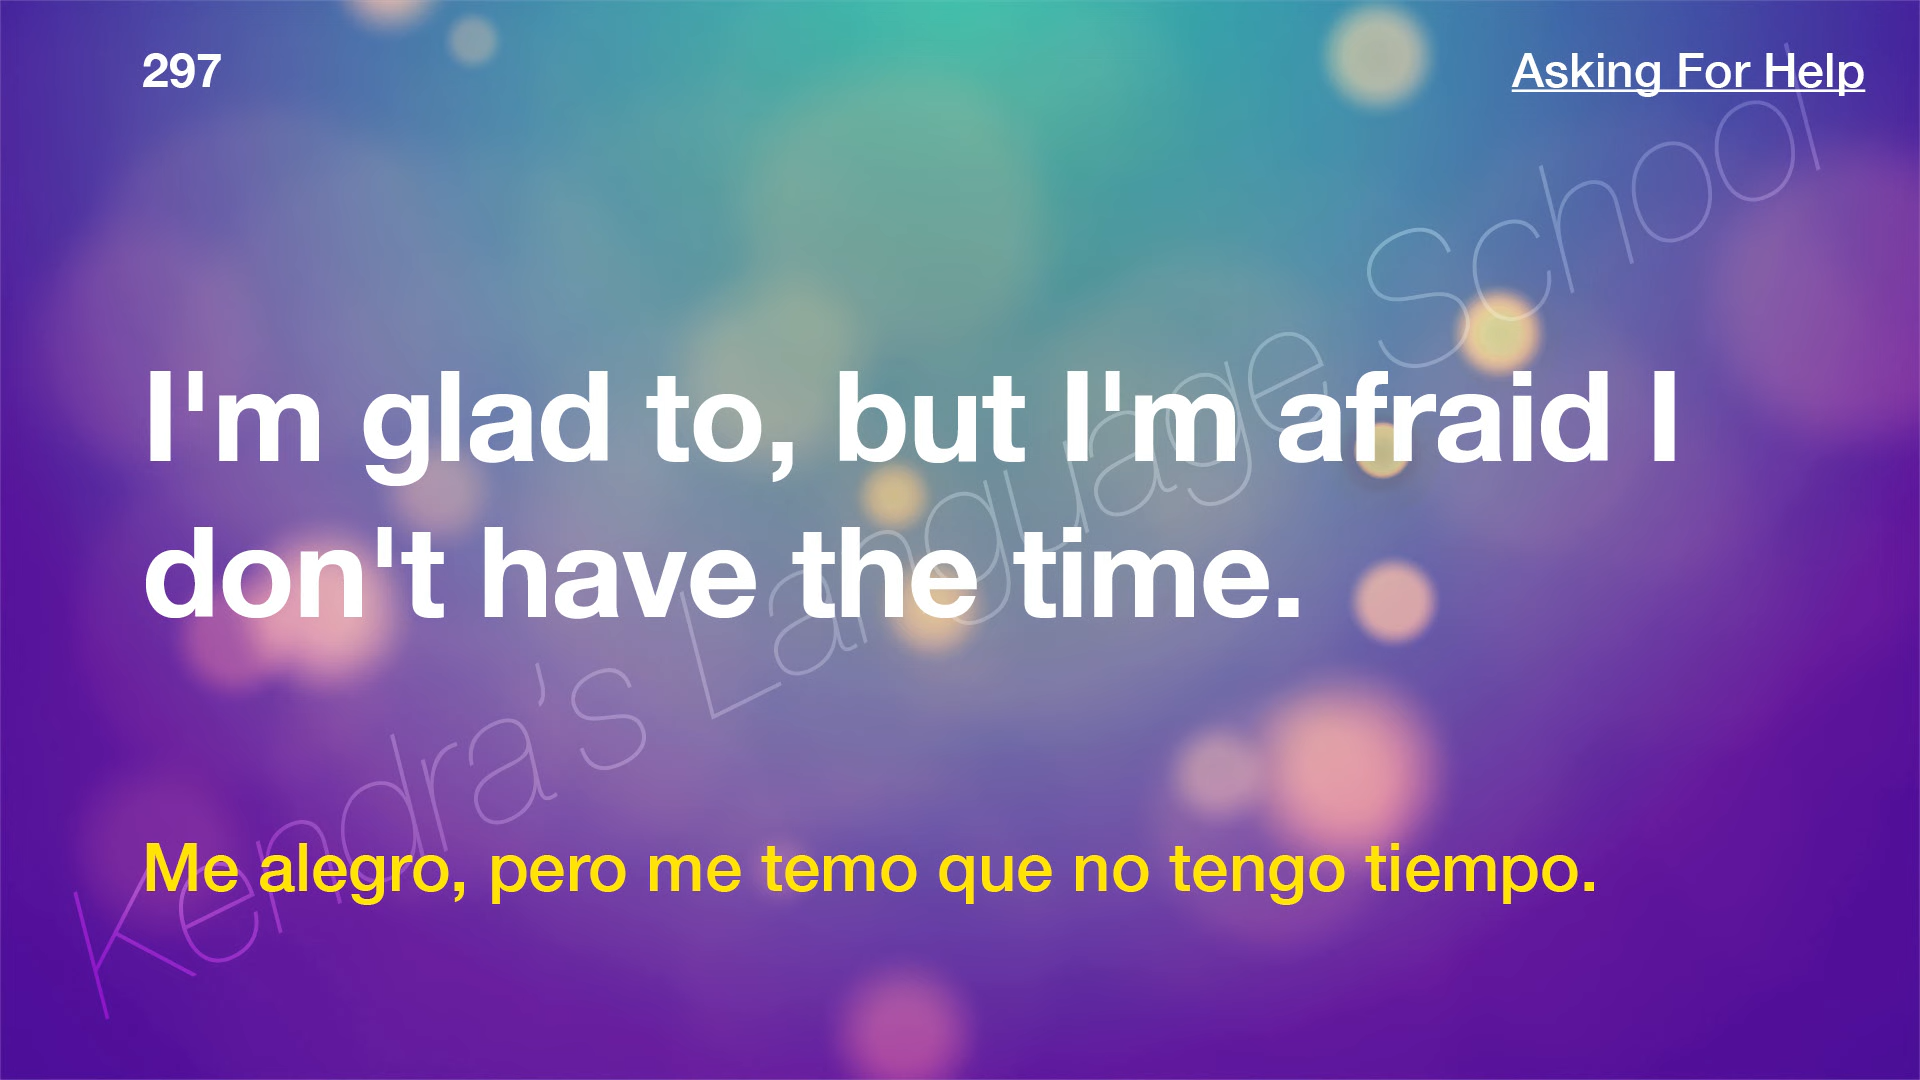 297
Asking For Help
I'm glad to, but I'm afraid I
don't have the time.
Me alegro, pero me temo que no tengo tiempo.
Kendra’s Language School